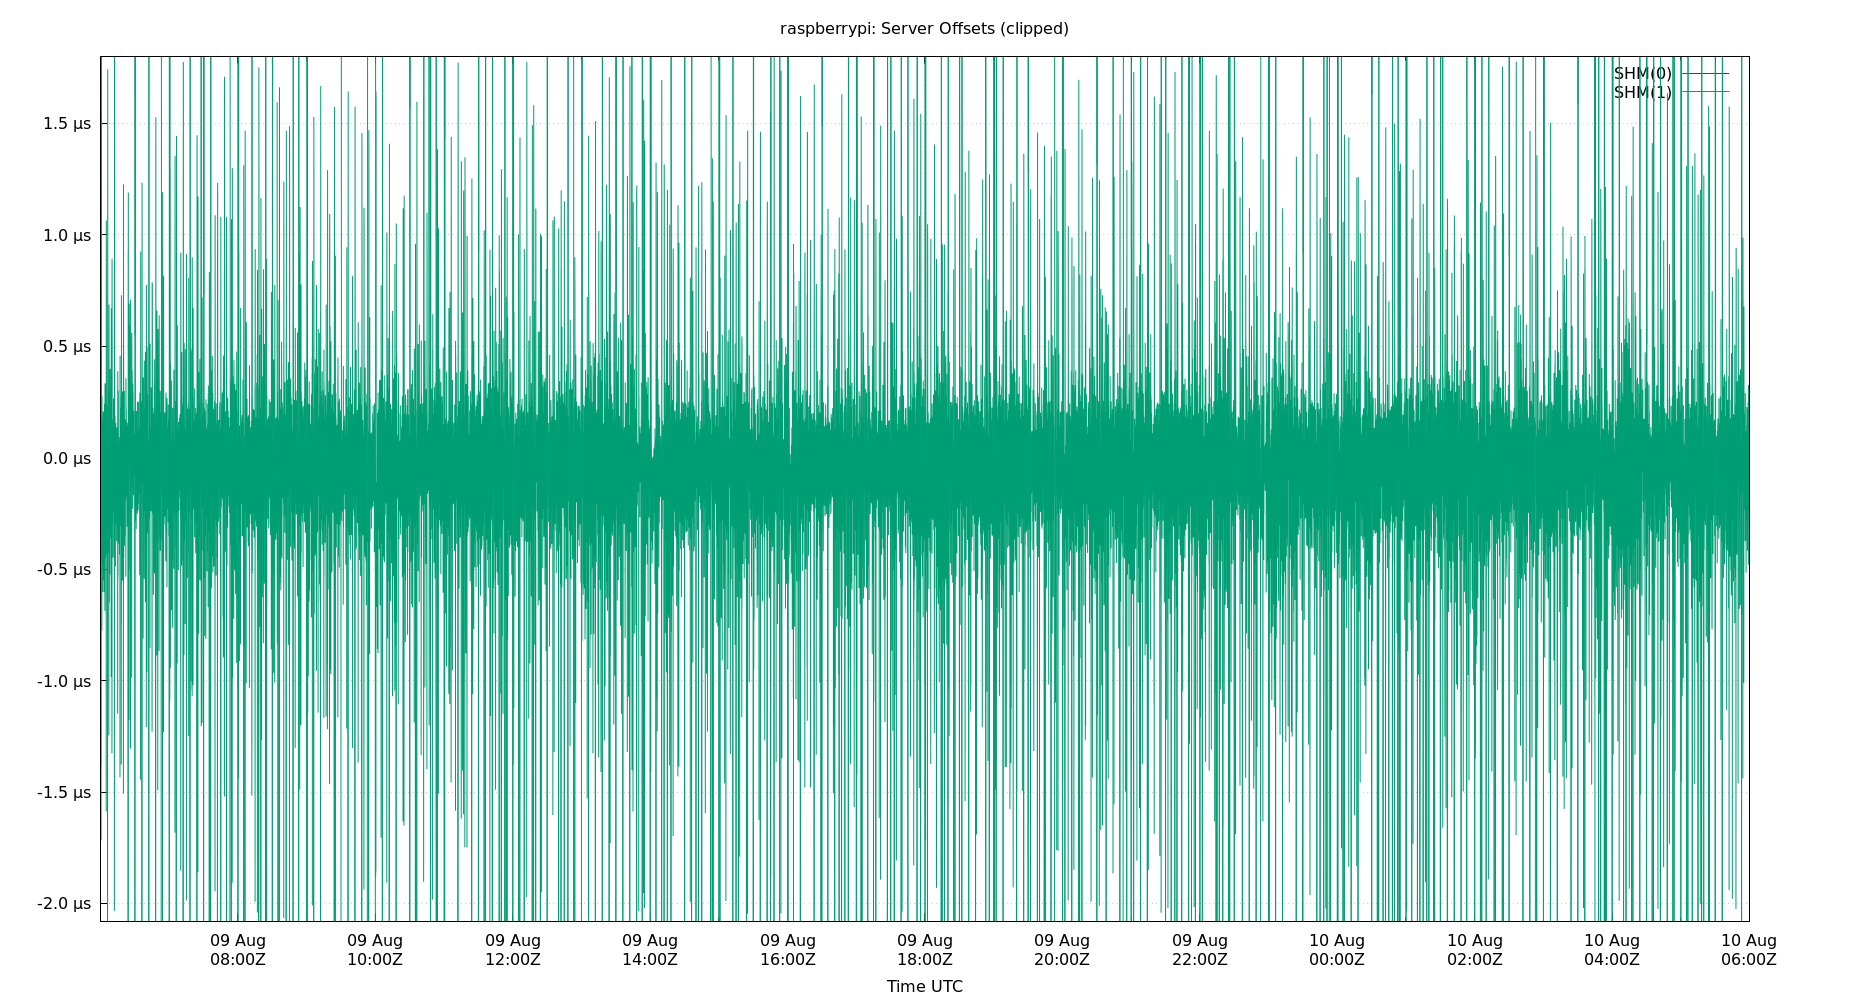 raspberrypi: Server Offsets (clipped)
SHM(0)
SHM(1)
1.5 µs
1.0 µs
0.5 µs
0.0 µs
-0.5 µs
-1.0 µs
-1.5 µs
-2.0 µs
09 Aug 09 Aug 09 Aug 09 Aug 09 Aug 09 Aug 09 Aug 09 Aug 10 Aug 10 Aug 10 Aug 10 Aug
08:00Z 10:00Z 12:00Z 14:00Z 16:00Z 18:00Z 20:00Z 22:00Z 00:00Z 02:00Z 04:00Z 06:00Z
Time UTC